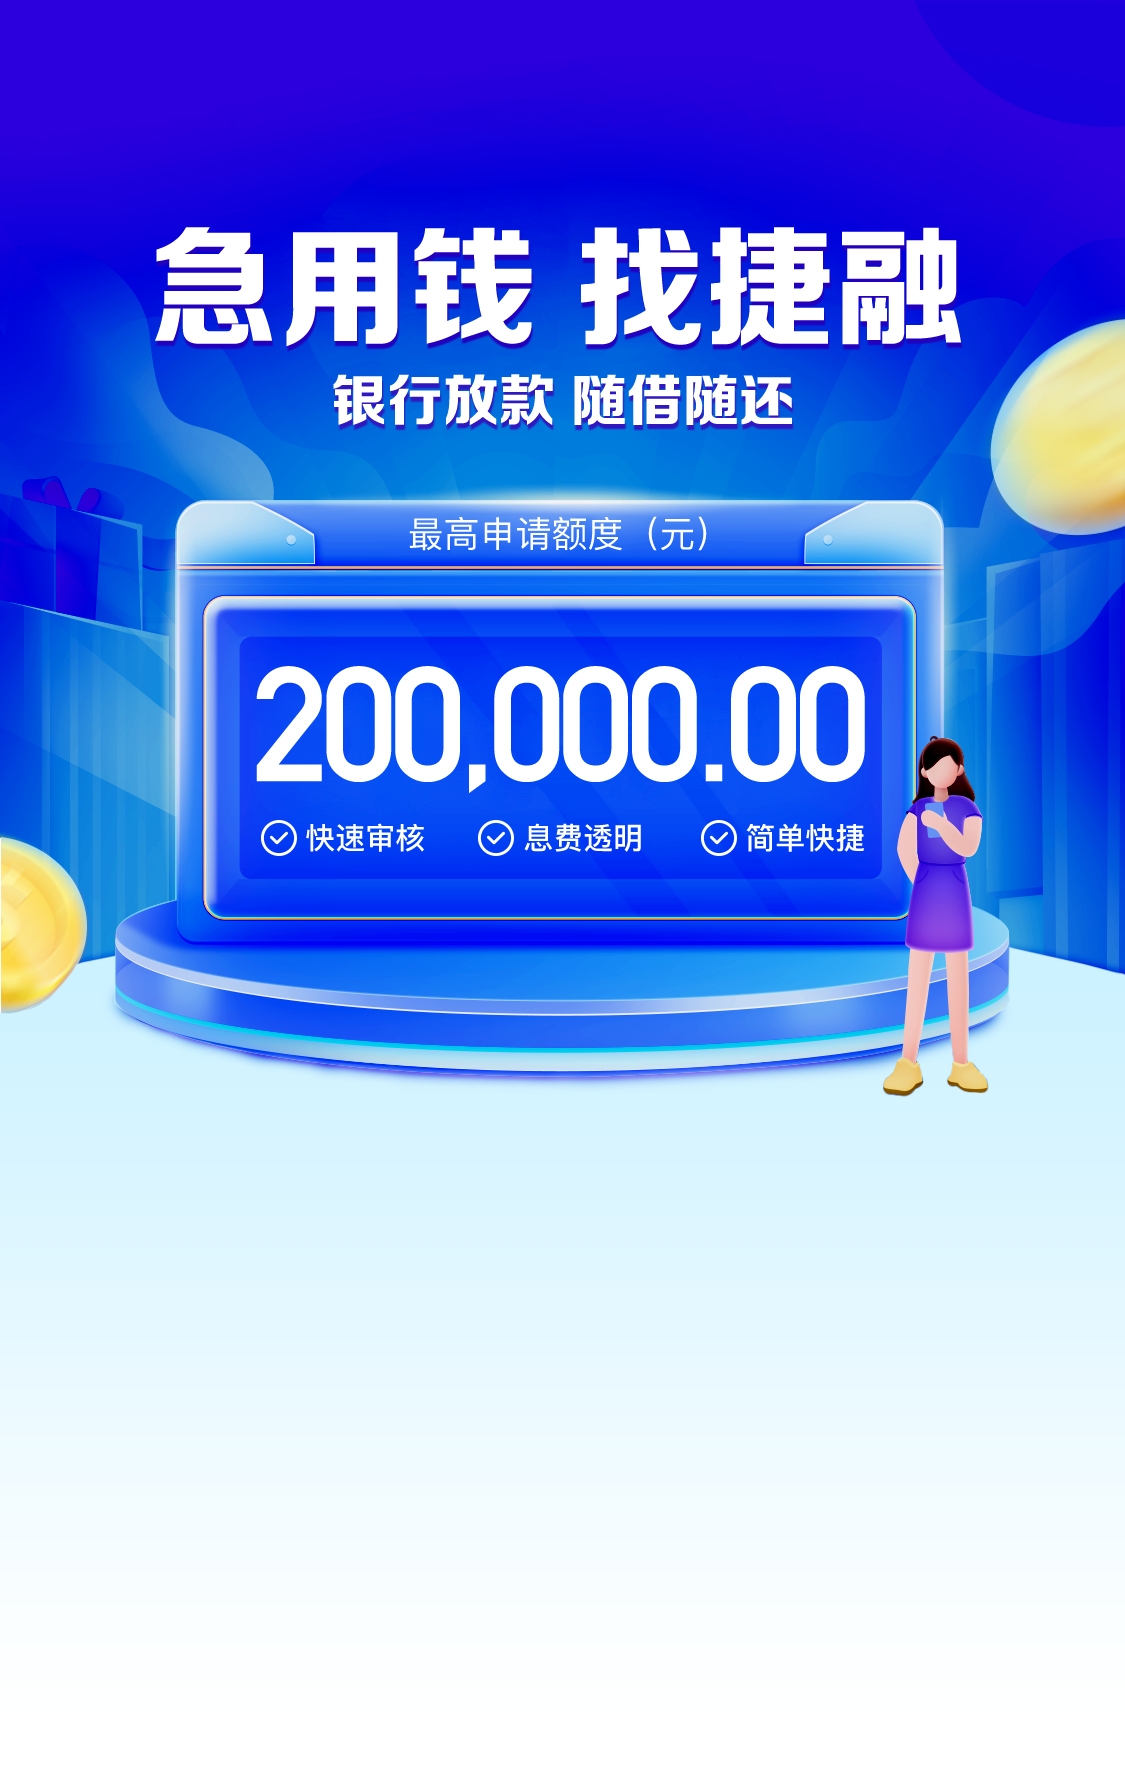 急用钱 找捷融
银行放款 随借随还
最高申请额度（元）
200,000.00
快速审核 息费透明 简单快捷